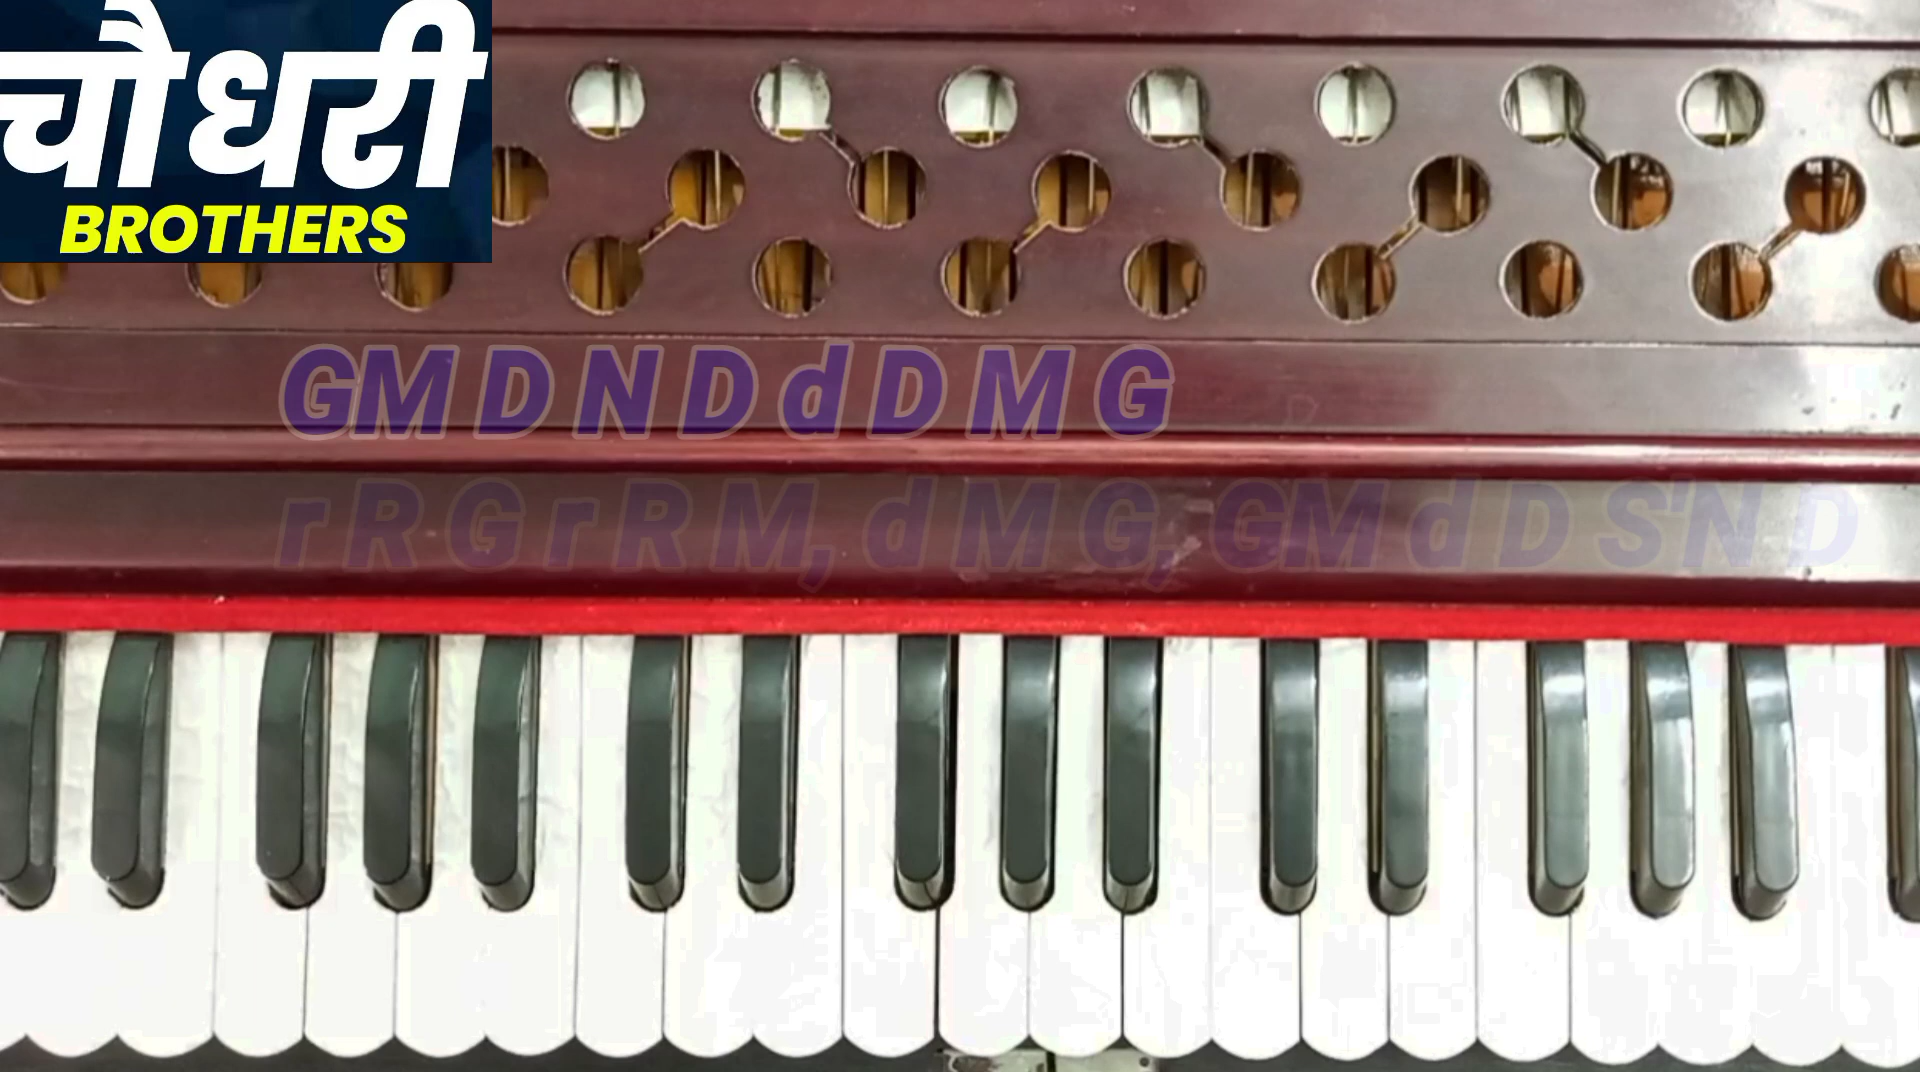 चौधरी
BROTHERS
GM D N D d D M G
r R G r R M, d M G, GM d D S'N D